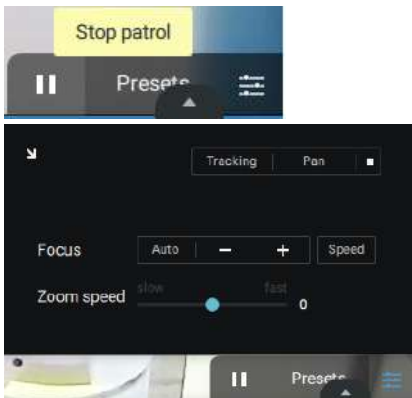 Stop patrol
Presets
Tracking Pan
Focus Auto − + Speed
slow fast
Zoom speed 0
Presets